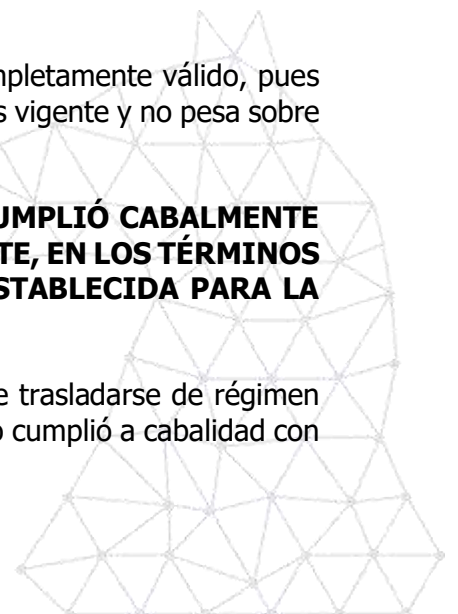 mpletamente válido, pues
s vigente y no pesa sobre
UMPLIÓ CABALMENTE
TE, EN LOS TÉRMINOS
STABLECIDA PARA LA
e trasladarse de régimen
o cumplió a cabalidad con